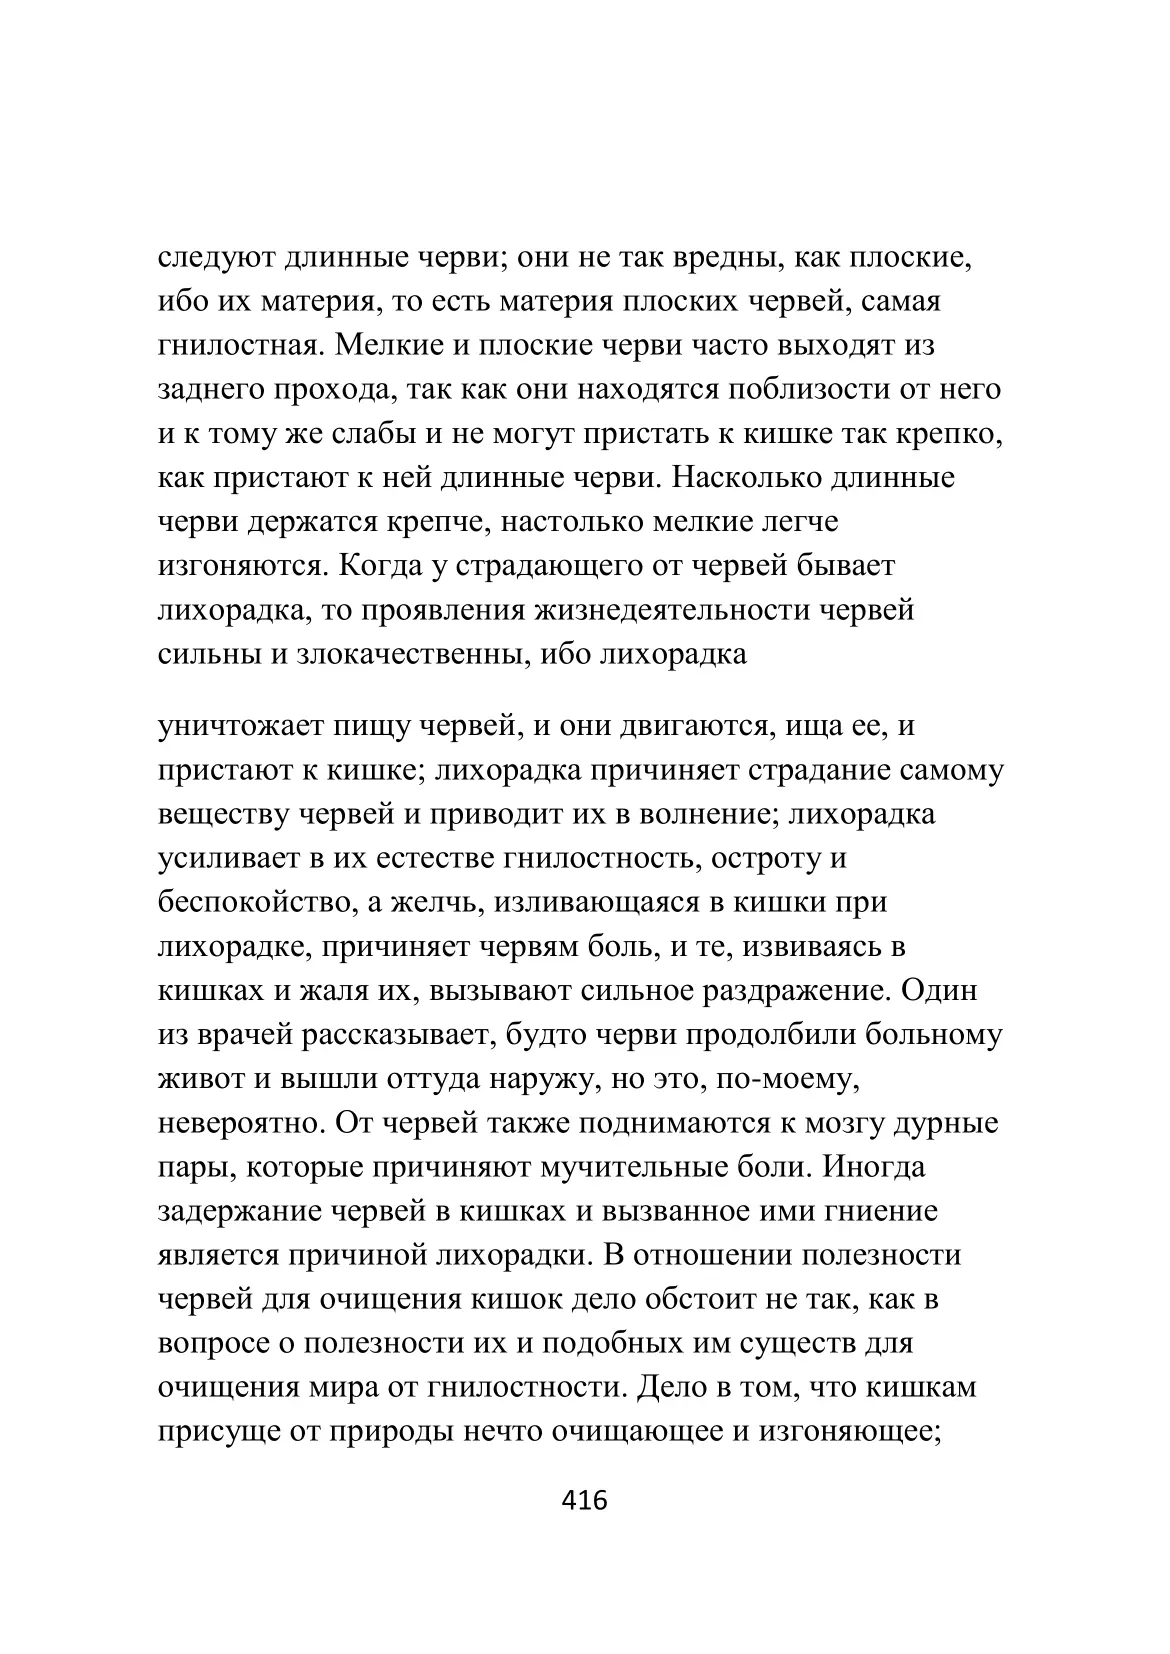 следуют длинные черви; они не так вредны, как плоские,
ибо их материя, то есть материя плоских червей, самая
гнилостная. Мелкие и плоские черви часто выходят из
заднего прохода, так как они находятся поблизости от него
и к тому же слабы и не могут пристать к кишке так крепко,
как пристают к ней длинные черви. Насколько длинные
черви держатся крепче, настолько мелкие легче
изгоняются. Когда у страдающего от червей бывает
лихорадка, то проявления жизнедеятельности червей
сильны и злокачественны, ибо лихорадка
уничтожает пищу червей, и они двигаются, ища ее, и
пристают к кишке; лихорадка причиняет страдание самому
веществу червей и приводит их в волнение; лихорадка
усиливает в их естестве гнилостность, остроту и
беспокойство, а желчь, изливающаяся в кишки при
лихорадке, причиняет червям боль, и те, извиваясь в
кишках и жаля их, вызывают сильное раздражение. Один
из врачей рассказывает, будто черви продолбили больному
живот и вышли оттуда наружу, но это, по-моему,
невероятно. От червей также поднимаются к мозгу дурные
пары, которые причиняют мучительные боли. Иногда
задержание червей в кишках и вызванное ими гниение
является причиной лихорадки. В отношении полезности
червей для очищения кишок дело обстоит не так, как в
вопросе о полезности их и подобных им существ для
очищения мира от гнилостности. Дело в том, что кишкам
присуще от природы нечто очищающее и изгоняющее;
416